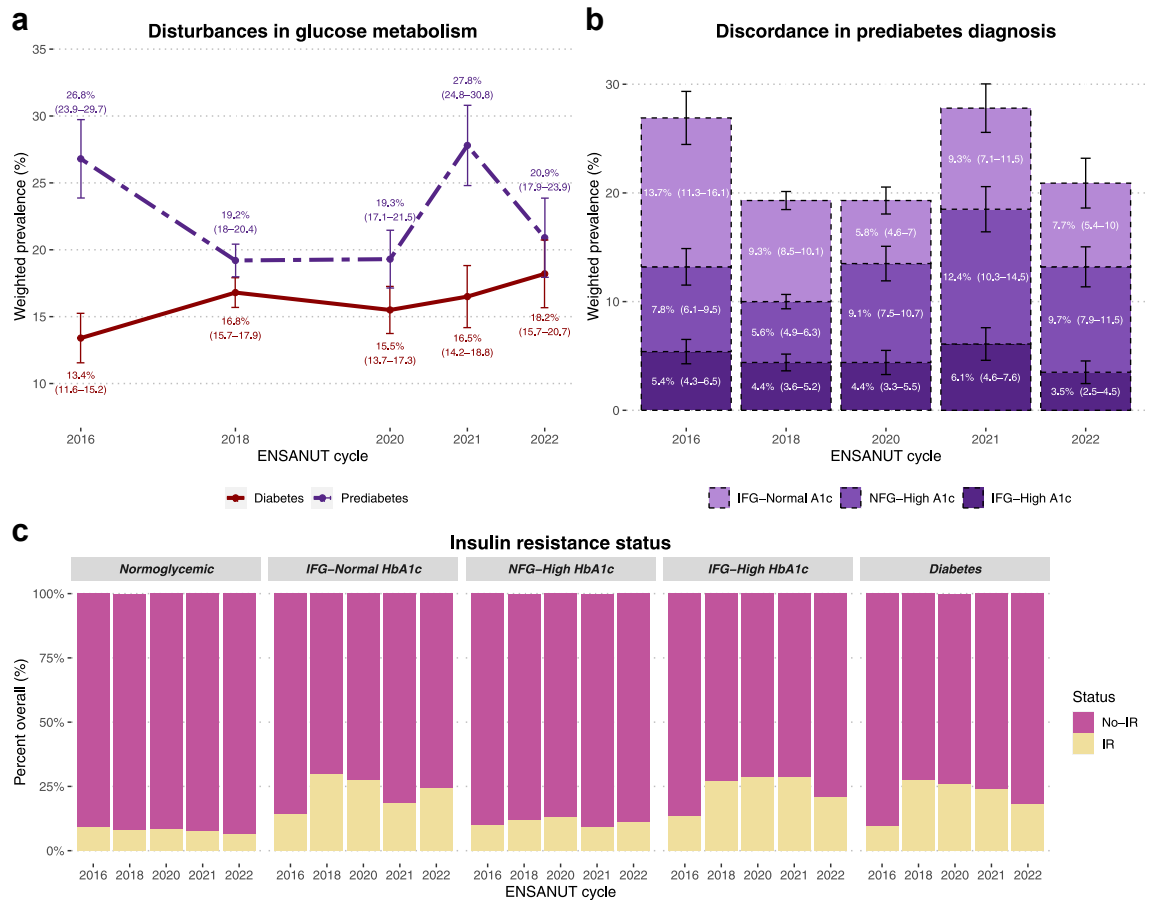 a
Disturbances in glucose metabolism
35
30
25
20
15
10
Weighted prevalence (%)
26.8%
(23.9–29.7)
19.2%
(18–20.4)
19.3%
(17.1–21.5)
27.8%
(24.8–30.8)
20.9%
(17.9–23.9)
13.4%
(11.6–15.2)
16.8%
(15.7–17.9)
15.5%
(13.7–17.3)
16.5%
(14.2–18.8)
18.2%
(15.7–20.7)
2016 2018 2020 2021 2022
ENSANUT cycle
Diabetes Prediabetes
b
Discordance in prediabetes diagnosis
30
20
10
0
Weighted prevalence (%)
13.7% (11.3–16.1)
7.8% (6.1–9.5)
5.4% (4.3–6.5)
9.3% (8.5–10.1)
5.6% (4.9–6.3)
4.4% (3.6–5.2)
5.8% (4.6–7)
9.1% (7.5–10.7)
4.4% (3.3–5.5)
9.3% (7.1–11.5)
12.4% (10.3–14.5)
6.1% (4.6–7.6)
7.7% (5.4–10)
9.7% (7.9–11.5)
3.5% (2.5–4.5)
2016 2018 2020 2021 2022
ENSANUT cycle
IFG–Normal A1c NFG–High A1c IFG–High A1c
c
Insulin resistance status
Normoglycemic IFG–Normal HbA1c NFG–High HbA1c IFG–High HbA1c Diabetes
100%
75%
50%
25%
0%
Percent overall (%)
2016 2018 2020 2021 2022 2016 2018 2020 2021 2022 2016 2018 2020 2021 2022 2016 2018 2020 2021 2022 2016 2018 2020 2021 2022
ENSANUT cycle
Status
No–IR
IR